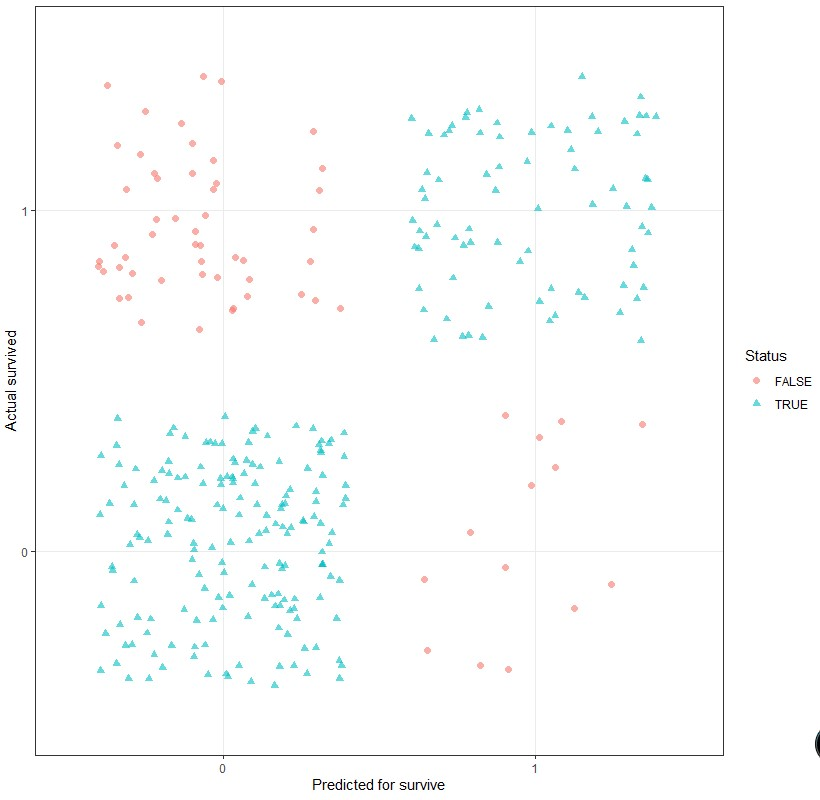 Actual survived
1
0
0
1
Predicted for survive
Status
FALSE
TRUE